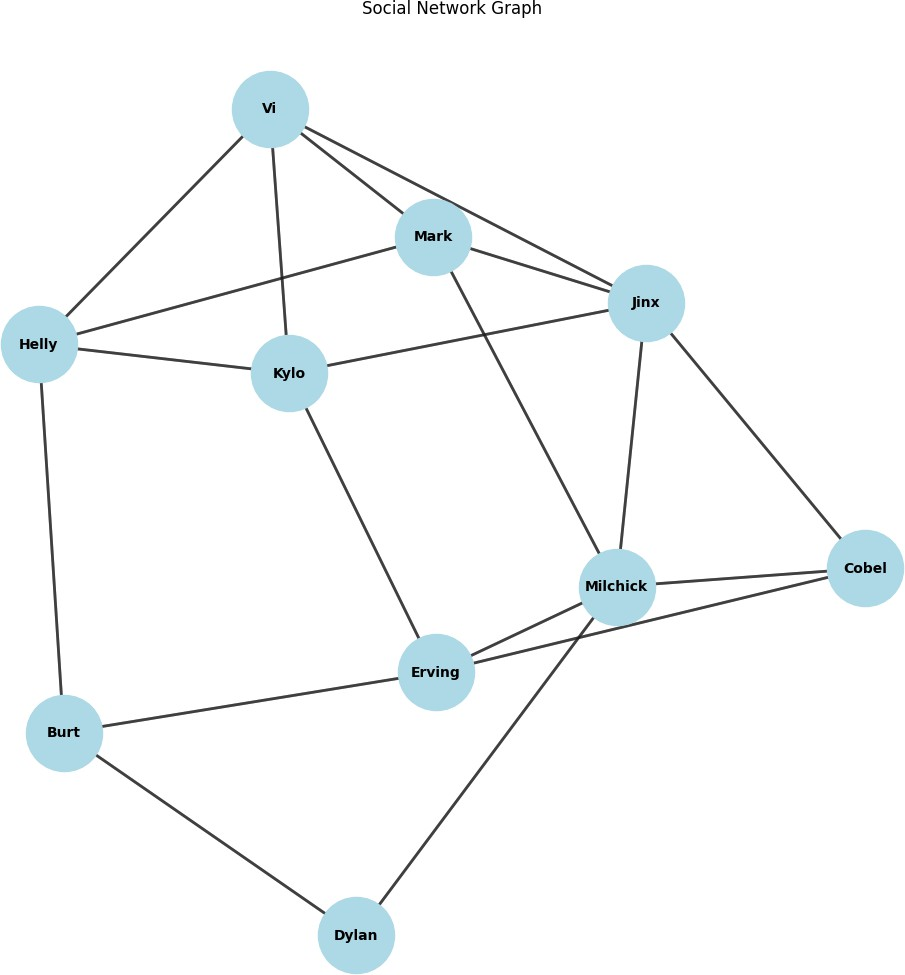 Social Network Graph
Vi
Mark
Jinx
Helly
Kylo
Cobel
Milchick
Erving
Burt
Dylan